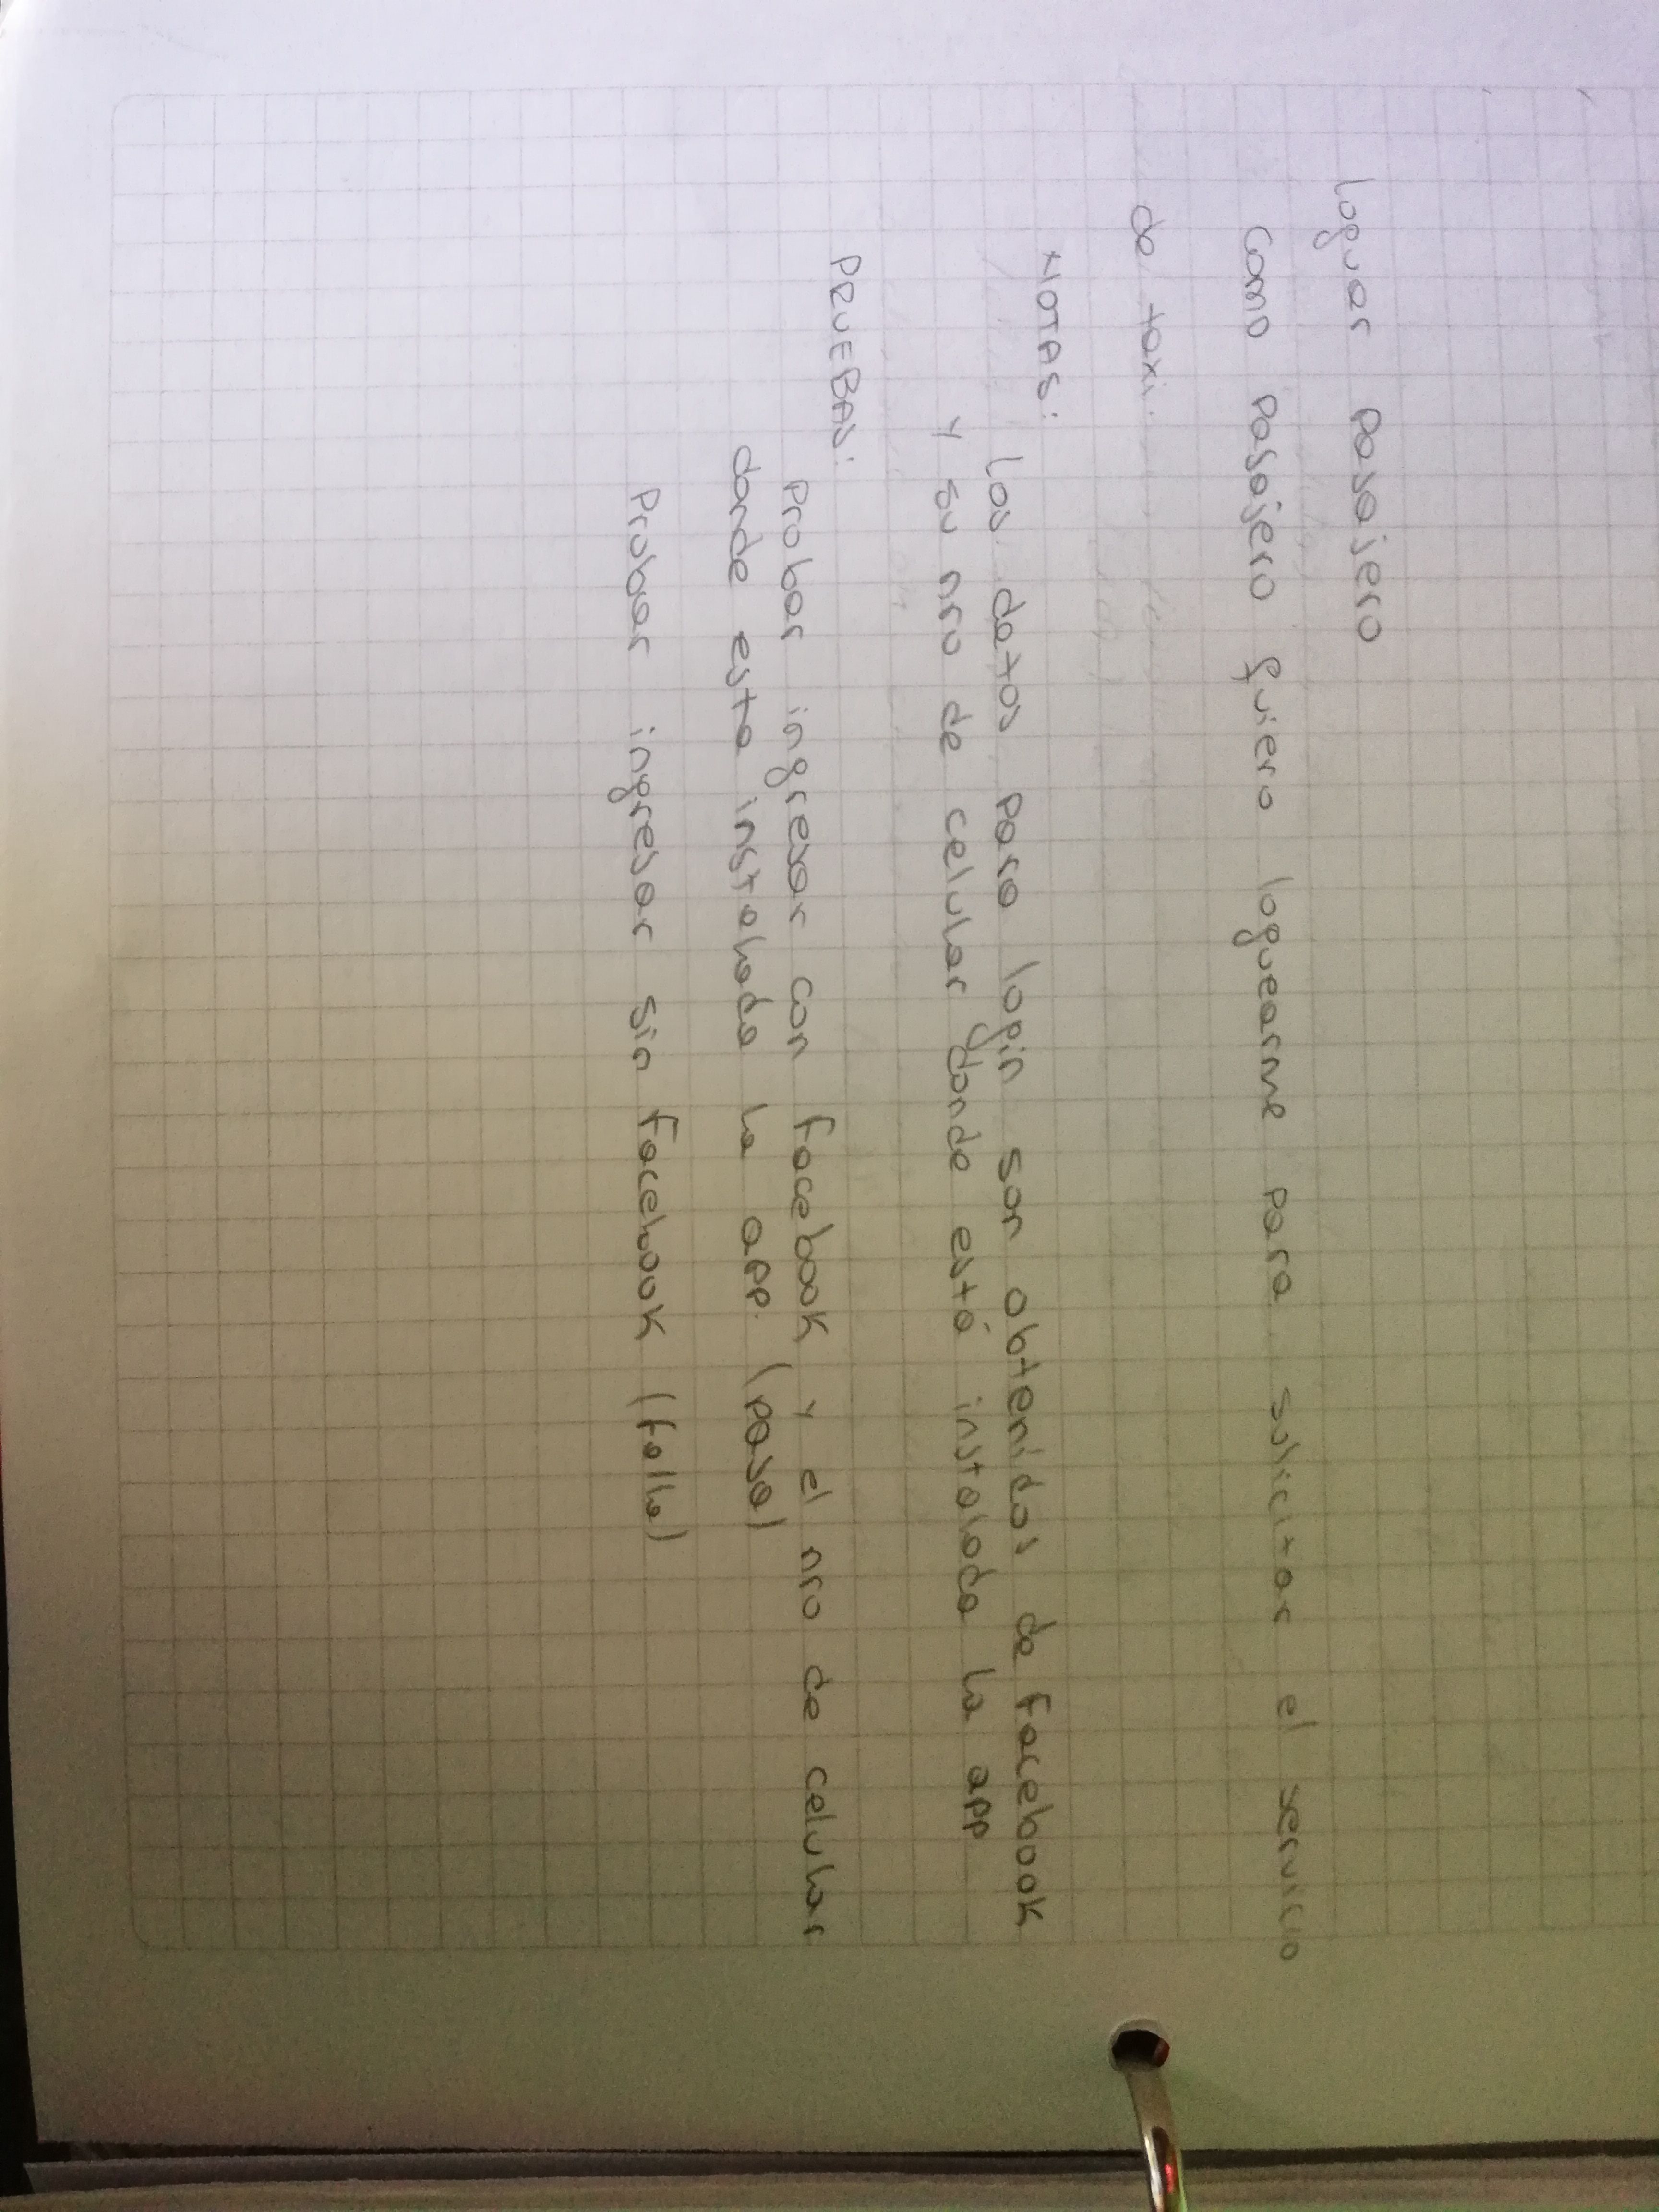 loguar pasajero
como pasajero quiero loguearme para solicitar el servicio
de taxi.
NOTAS:
Los datos para login son obtenidos de Facebook
y su nro de celular donde está instalada la app
PRUEBAS:
Probar ingresar con Facebook y el nro de celular
donde esta instalada la app. (pasa)
Probar ingresar sin Facebook (falla)